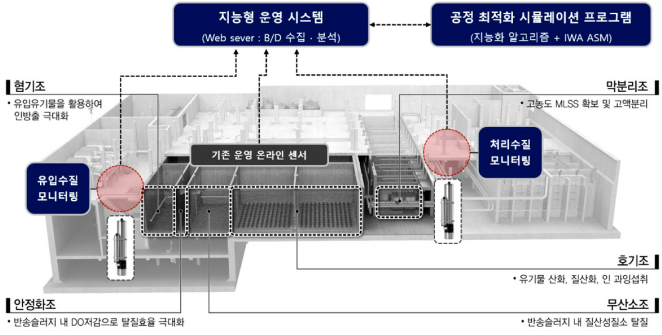 지능형 운영 시스템
(Web sever : B/D 수집 · 분석)
공정 최적화 시뮬레이션 프로그램
(지능화 알고리즘 + IWA ASM)
혐기조
• 유입유기물을 활용하여
인방출 극대화
막분리조
• 고농도 MLSS 확보 및 고액분리
기존 운영 온라인 센서
유입수질
모니터링
처리수질
모니터링
호기조
• 유기물 산화, 질산화, 인 과잉섭취
안정화조
• 반송슬러지 내 DO저감으로 탈질효율 극대화
무산소조
• 반송슬러지 내 질산성질소 탈질